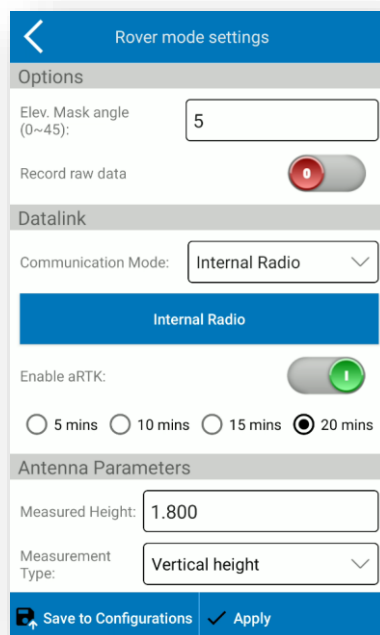 Rover mode settings
Options
Elev. Mask angle
(0~45):
5
Record raw data
0
Datalink
Communication Mode:
Internal Radio
Internal Radio
Enable aRTK:
I
5 mins
10 mins
15 mins
20 mins
Antenna Parameters
Measured Height:
1.800
Measurement
Type:
Vertical height
Save to Configurations
Apply